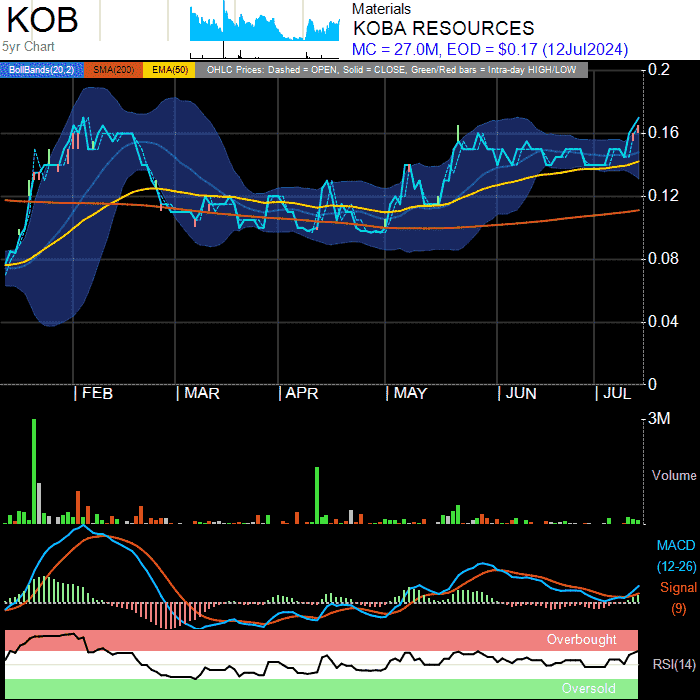 KOB
5yr Chart
Materials
KOBA RESOURCES
MC = 27.0M, EOD = $0.17 (12Jul2024)
BollBands(20,2) SMA(200) EMA(50) OHLC Prices: Dashed = OPEN, Solid = CLOSE, Green/Red bars = Intra-day HIGH/LOW
0.2
0.16
0.12
0.08
0.04
0
| FEB | MAR | APR | MAY | JUN | JUL
3M
Volume
MACD
(12-26)
Signal
(9)
Overbought
RSI(14)
Oversold